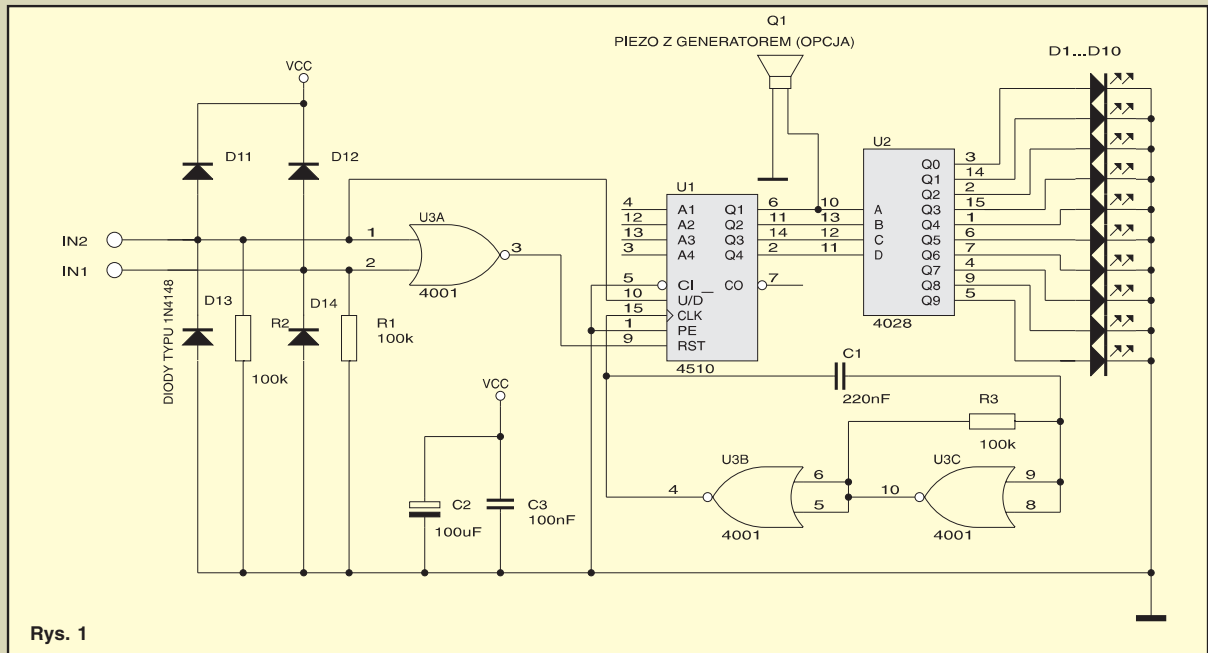 Q1
PIEZO Z GENERATOREM (OPCJA)
D1...D10
VCC
D11
D12
U3A
1
2
3
4001
IN2
IN1
D13
D14
R2
100k
R1
100k
DIODY TYPU 1N4148
U1
4
12
13
3
5
10
15
1
9
A1
A2
A3
A4
CI
U/D
CLK
PE
RST
Q1
Q2
Q3
Q4
CO
6
11
14
2
7
4510
U2
10
13
12
11
A
B
C
D
Q0
Q1
Q2
Q3
Q4
Q5
Q6
Q7
Q8
Q9
3
14
2
15
1
6
7
4
9
5
4028
C1
220nF
R3
100k
VCC
C2
100uF
C3
100nF
U3B
4
6
5
4001
U3C
10
9
8
4001
Rys. 1